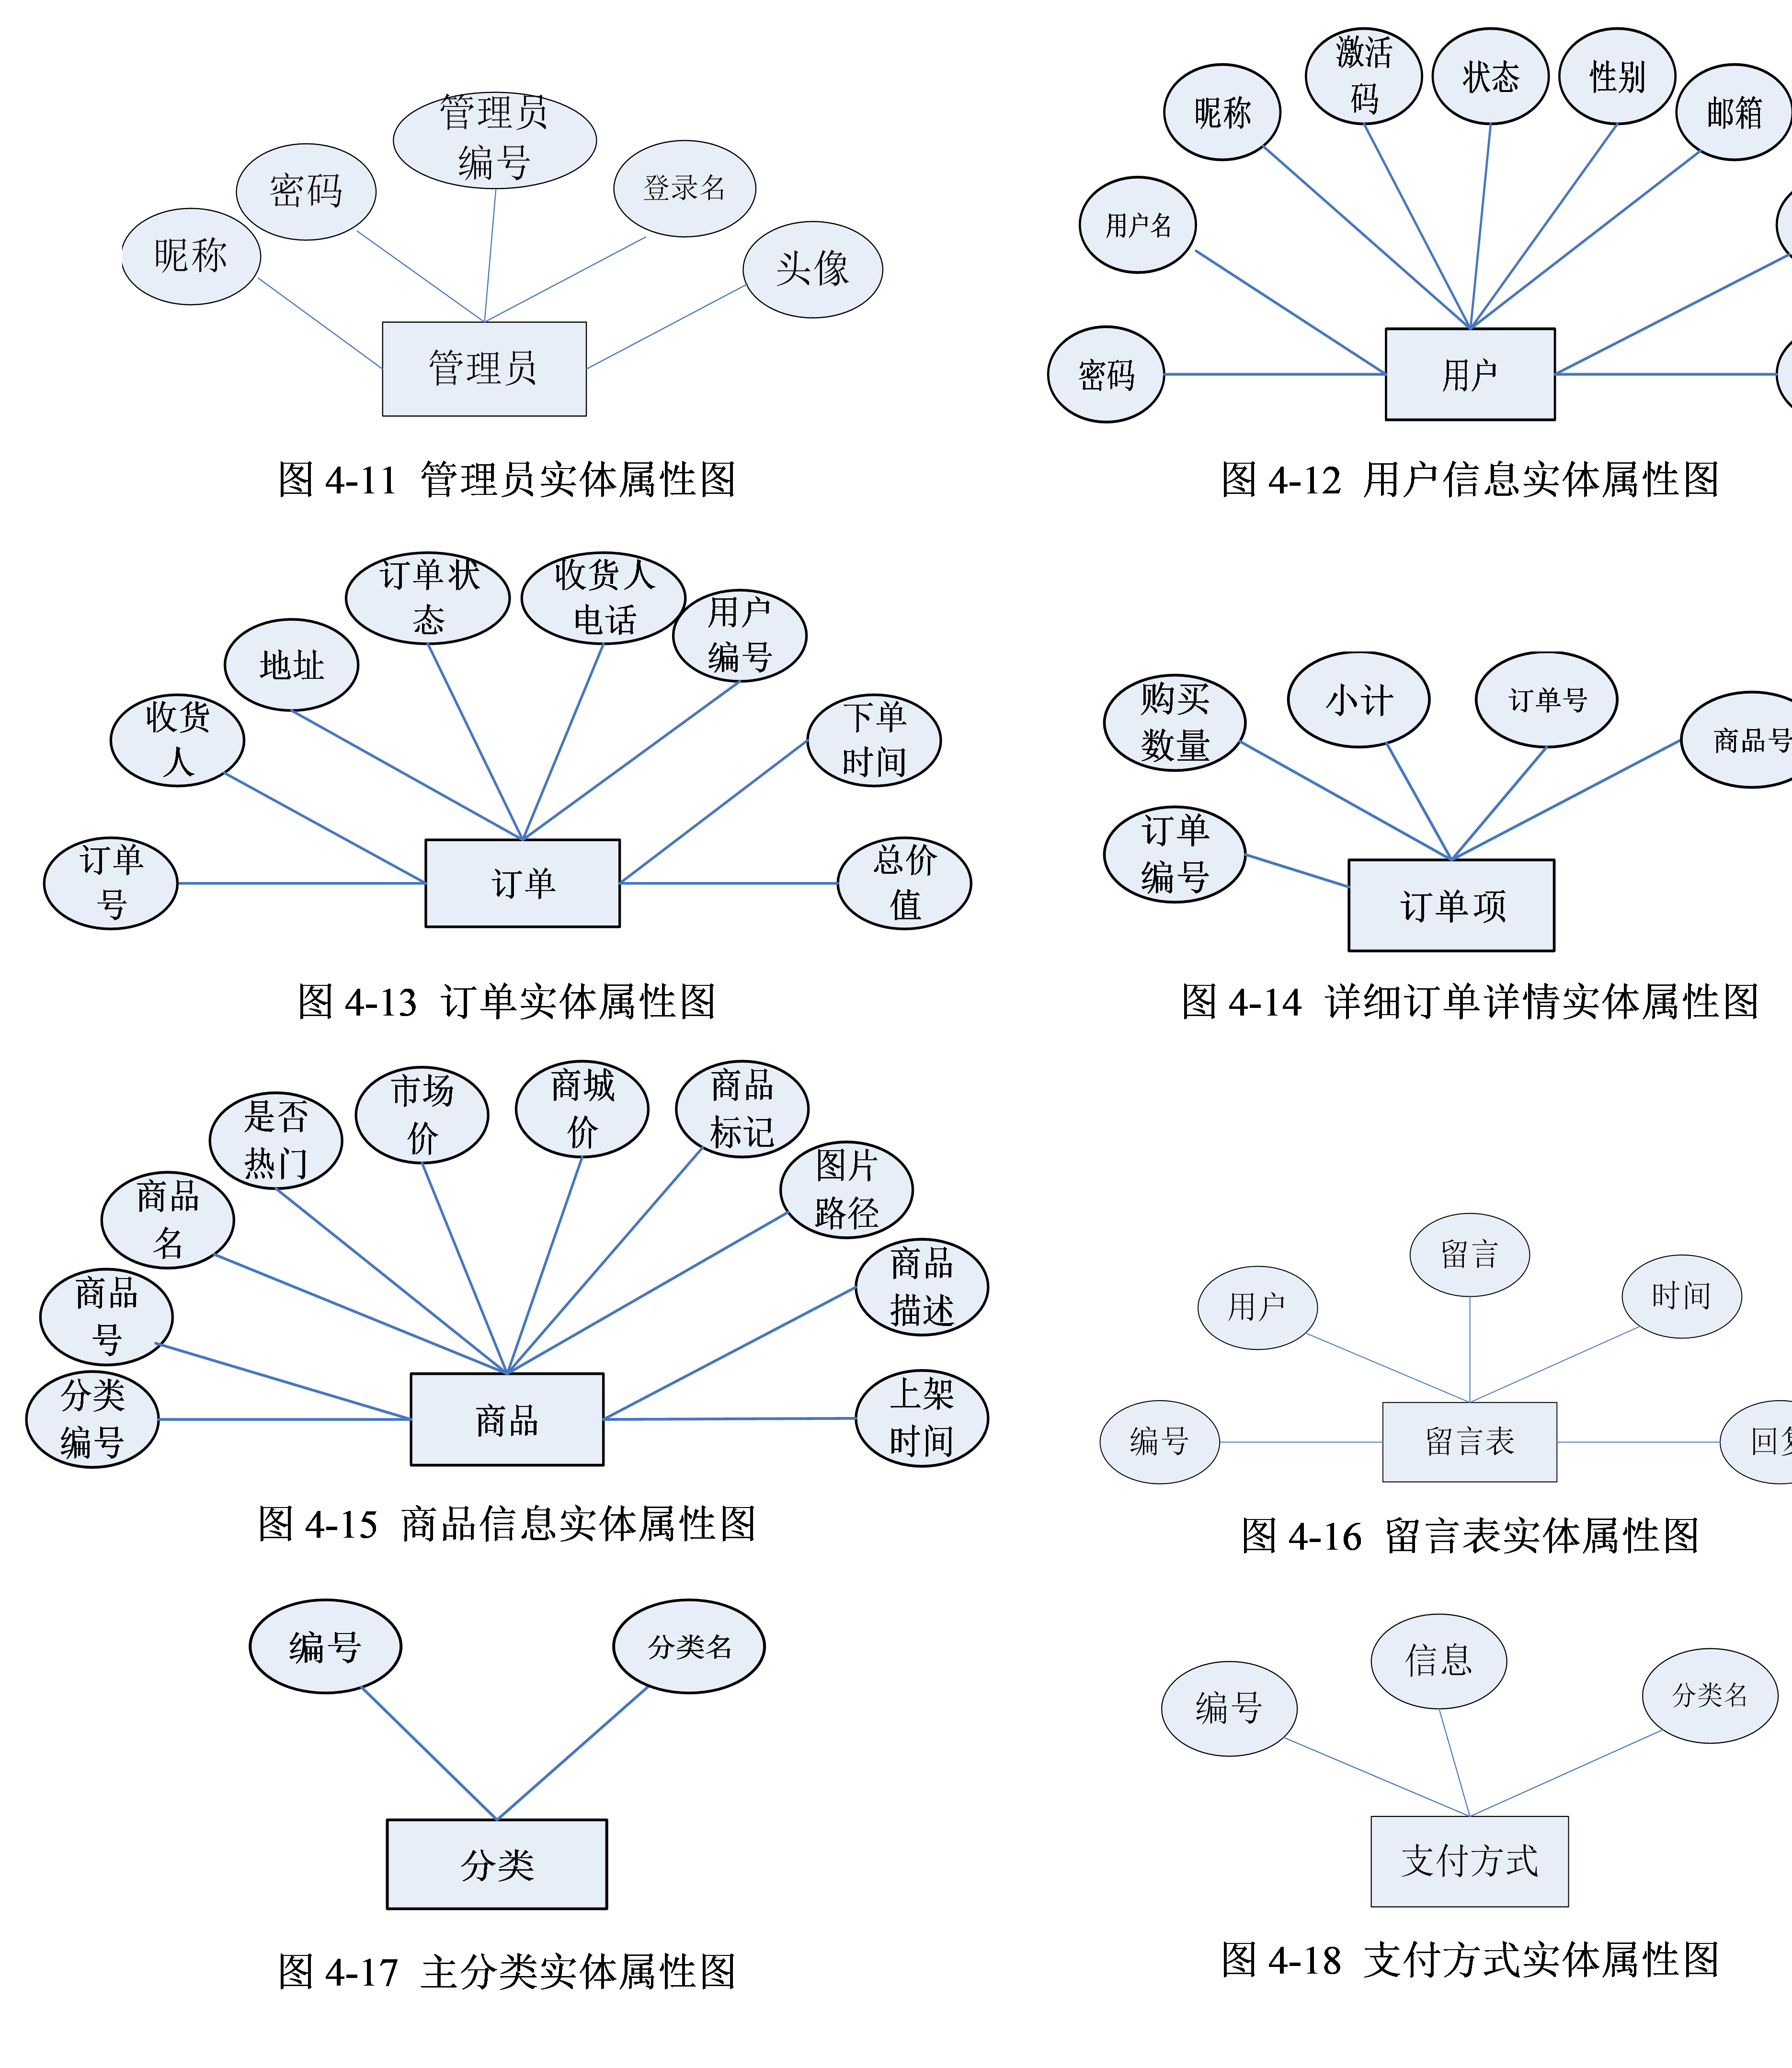 管理员
编号
密码
登录名
昵称
头像
管理员
图 4-11 管理员实体属性图
激活
码
状态
性别
昵称
邮箱
用户名
密码
用户
图 4-12 用户信息实体属性图
订单状
态
收货人
电话
用户
编号
地址
收货
人
下单
时间
订单
号
订单
总价
值
图 4-13 订单实体属性图
购买
数量
小计
订单号
商品号
订单
编号
订单项
图 4-14 详细订单详情实体属性图
是否
热门
市场
价
商城
价
商品
标记
商品
名
图片
路径
商品
号
商品
描述
分类
编号
商品
上架
时间
图 4-15 商品信息实体属性图
留言
用户
时间
编号
留言表
回
图 4-16 留言表实体属性图
编号
分类名
分类
图 4-17 主分类实体属性图
信息
编号
分类名
支付方式
图 4-18 支付方式实体属性图